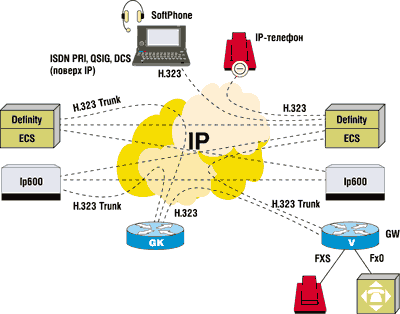 SoftPhone
IP-телефон
ISDN PRI, QSIG, DCS
(поверх IP)
H.323
H.323 Trunk
H.323
Definity
ECS
Definity
ECS
IP
Ip600
Ip600
H.323 Trunk
H.323
H.323 Trunk
GK
V
GW
FXS
Fx0